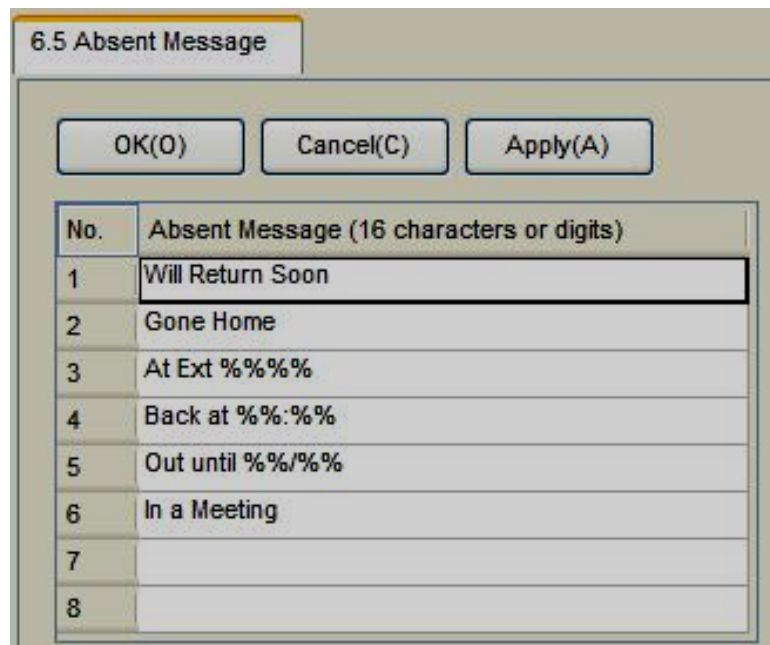 6.5 Absent Message
OK(O) Cancel(C) Apply(A)
No. Absent Message (16 characters or digits)
1 Will Return Soon
2 Gone Home
3 At Ext %%%%
4 Back at %%:%%
5 Out until %%/%%
6 In a Meeting
7
8